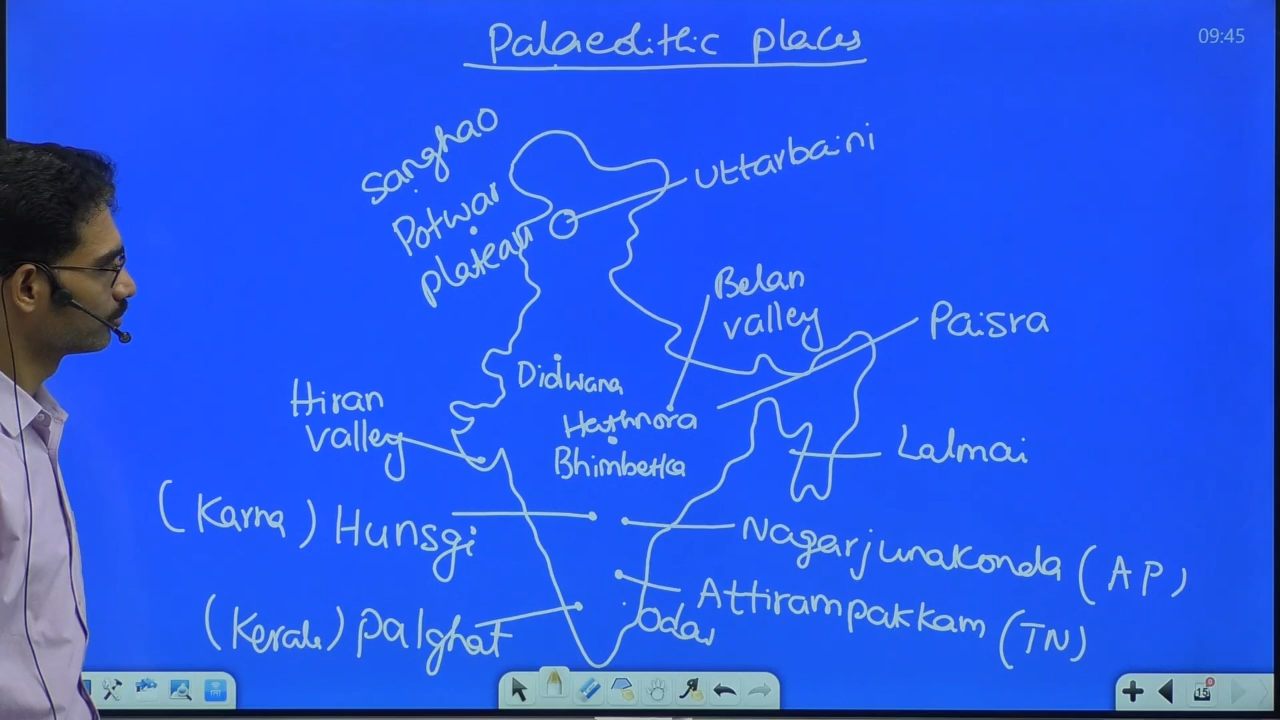 Palaeolithic places
09:45
Sanghao
Potwar
plateau
Uttarbaini
Belan
valley
Paisra
Didwana
Hathnora
Bhimbetka
Hiran
valley
Lalmai
(Karna) Hunsgi
Nagarjunakonda (AP)
Attirampakkam (TN)
Odai
(Kerala) Palghat
15